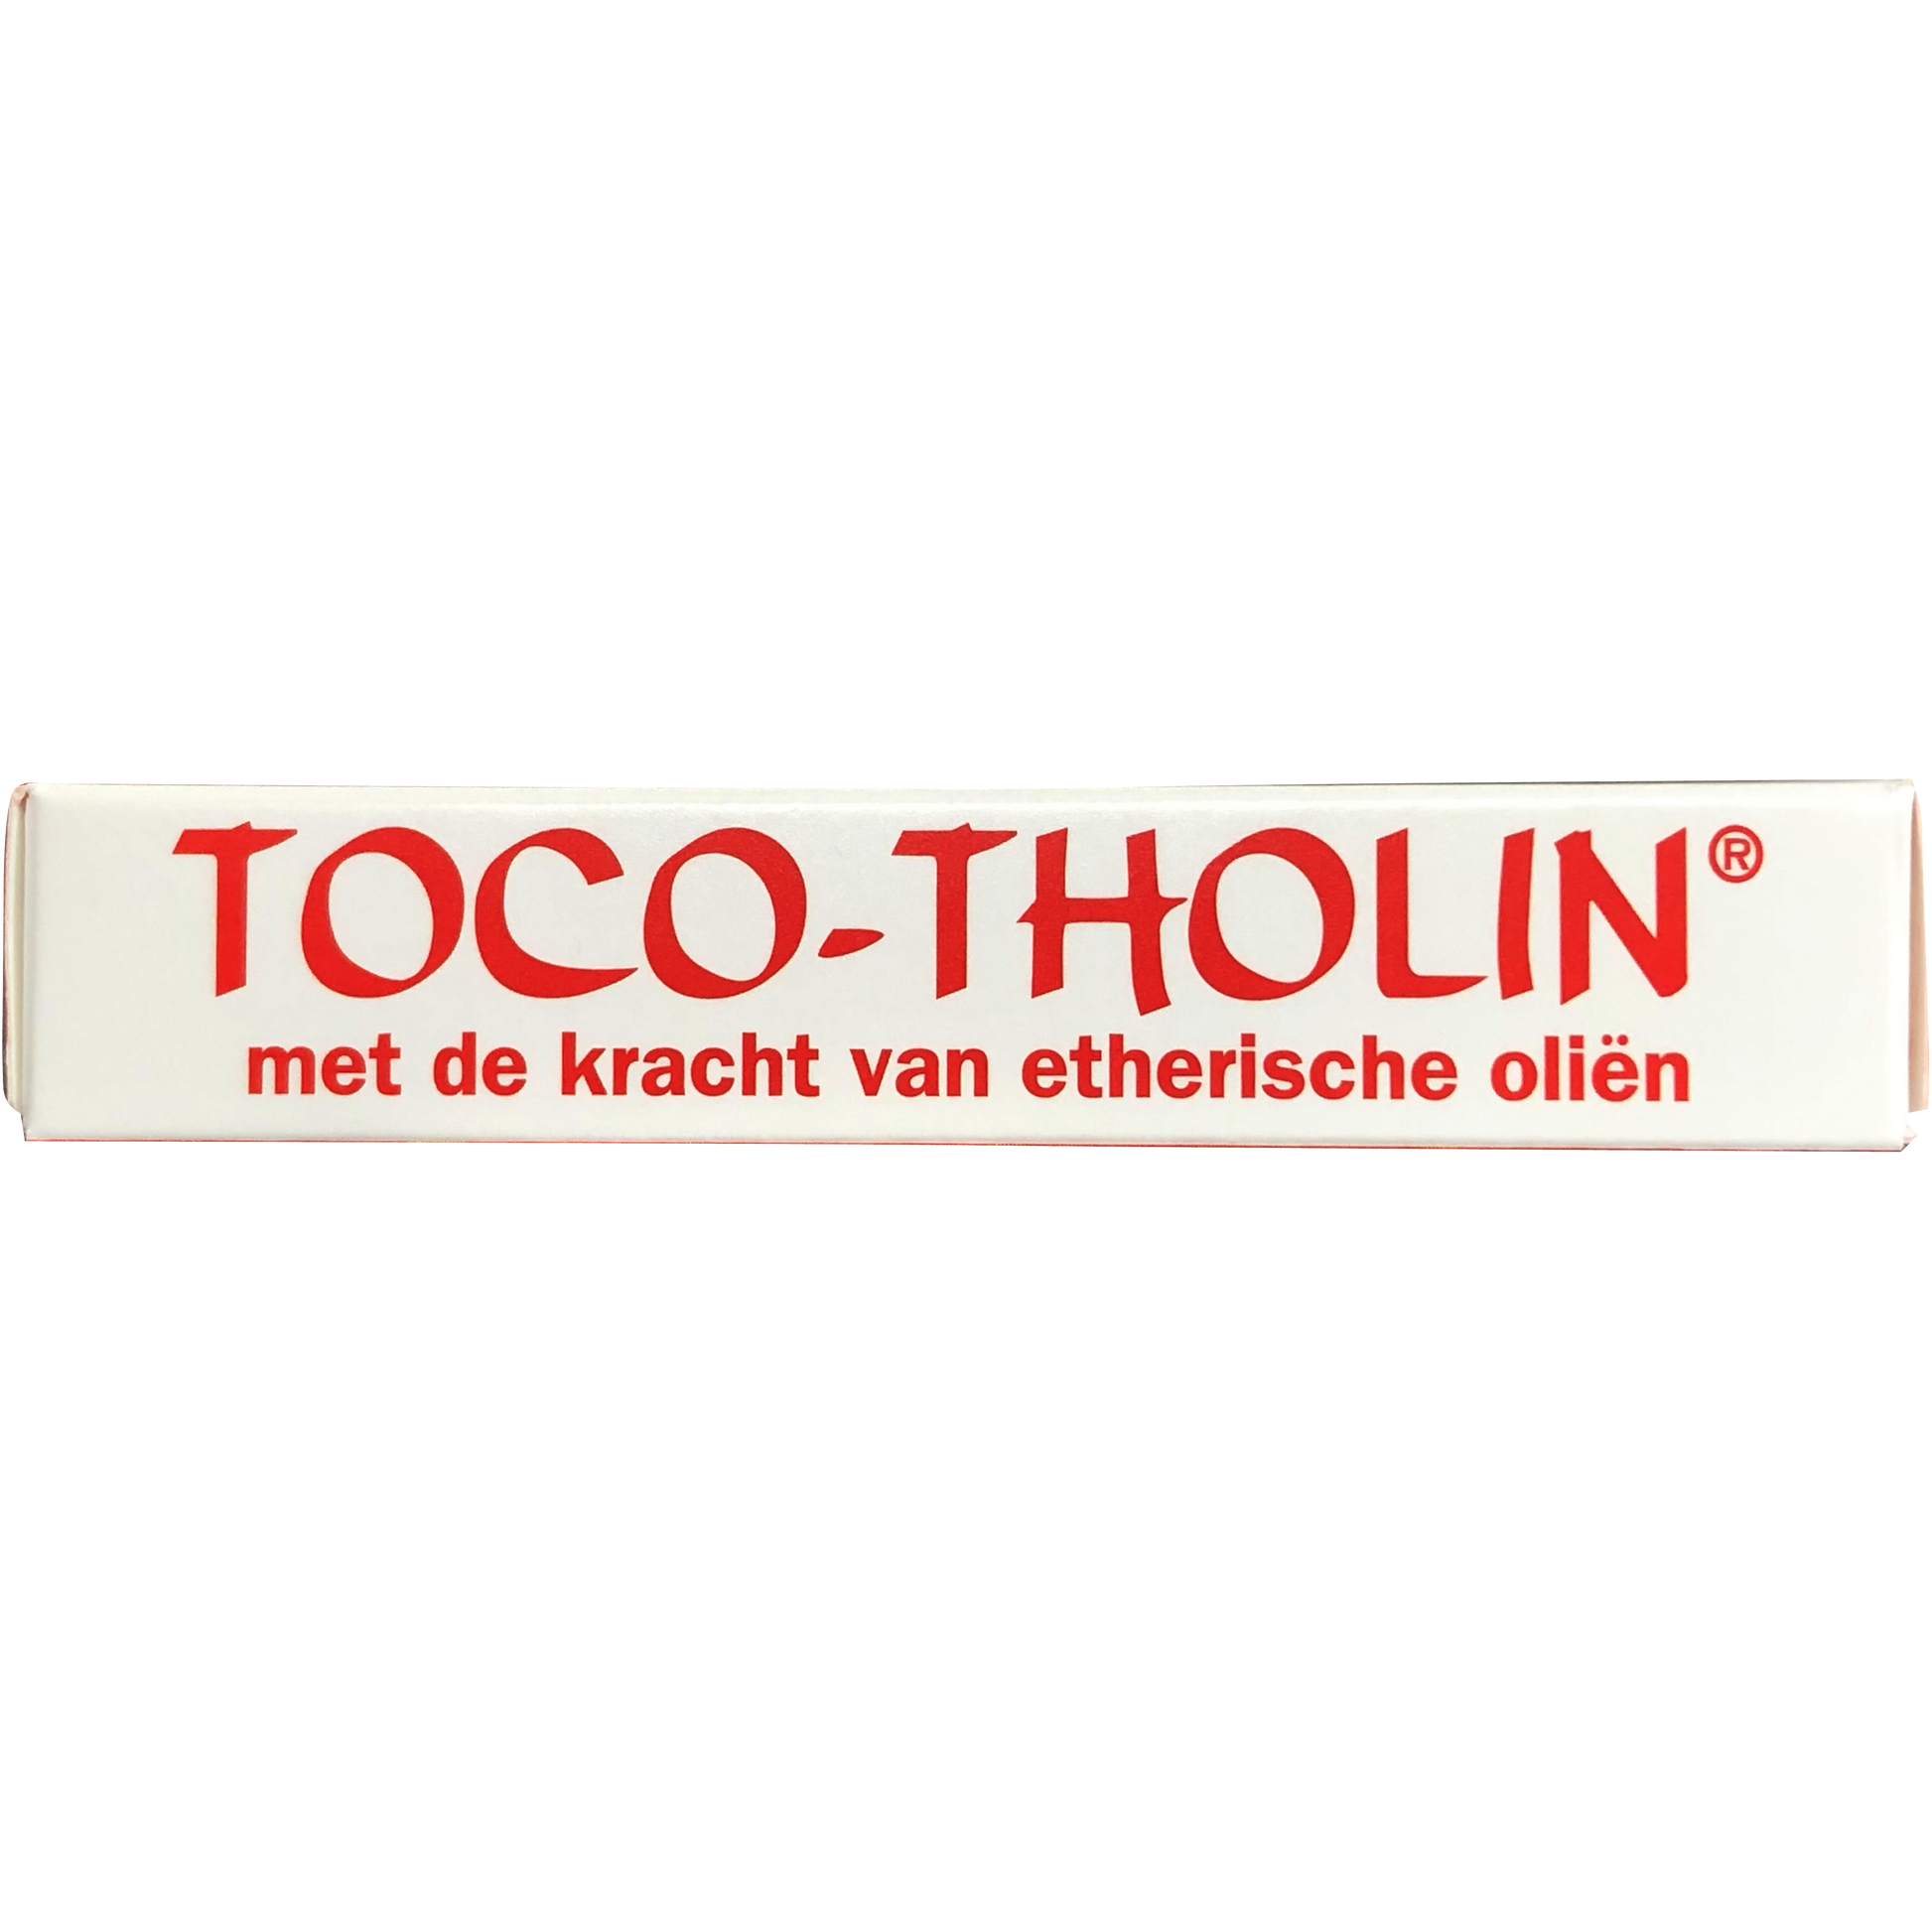 TOCO-THOLIN®
met de kracht van etherische oliën